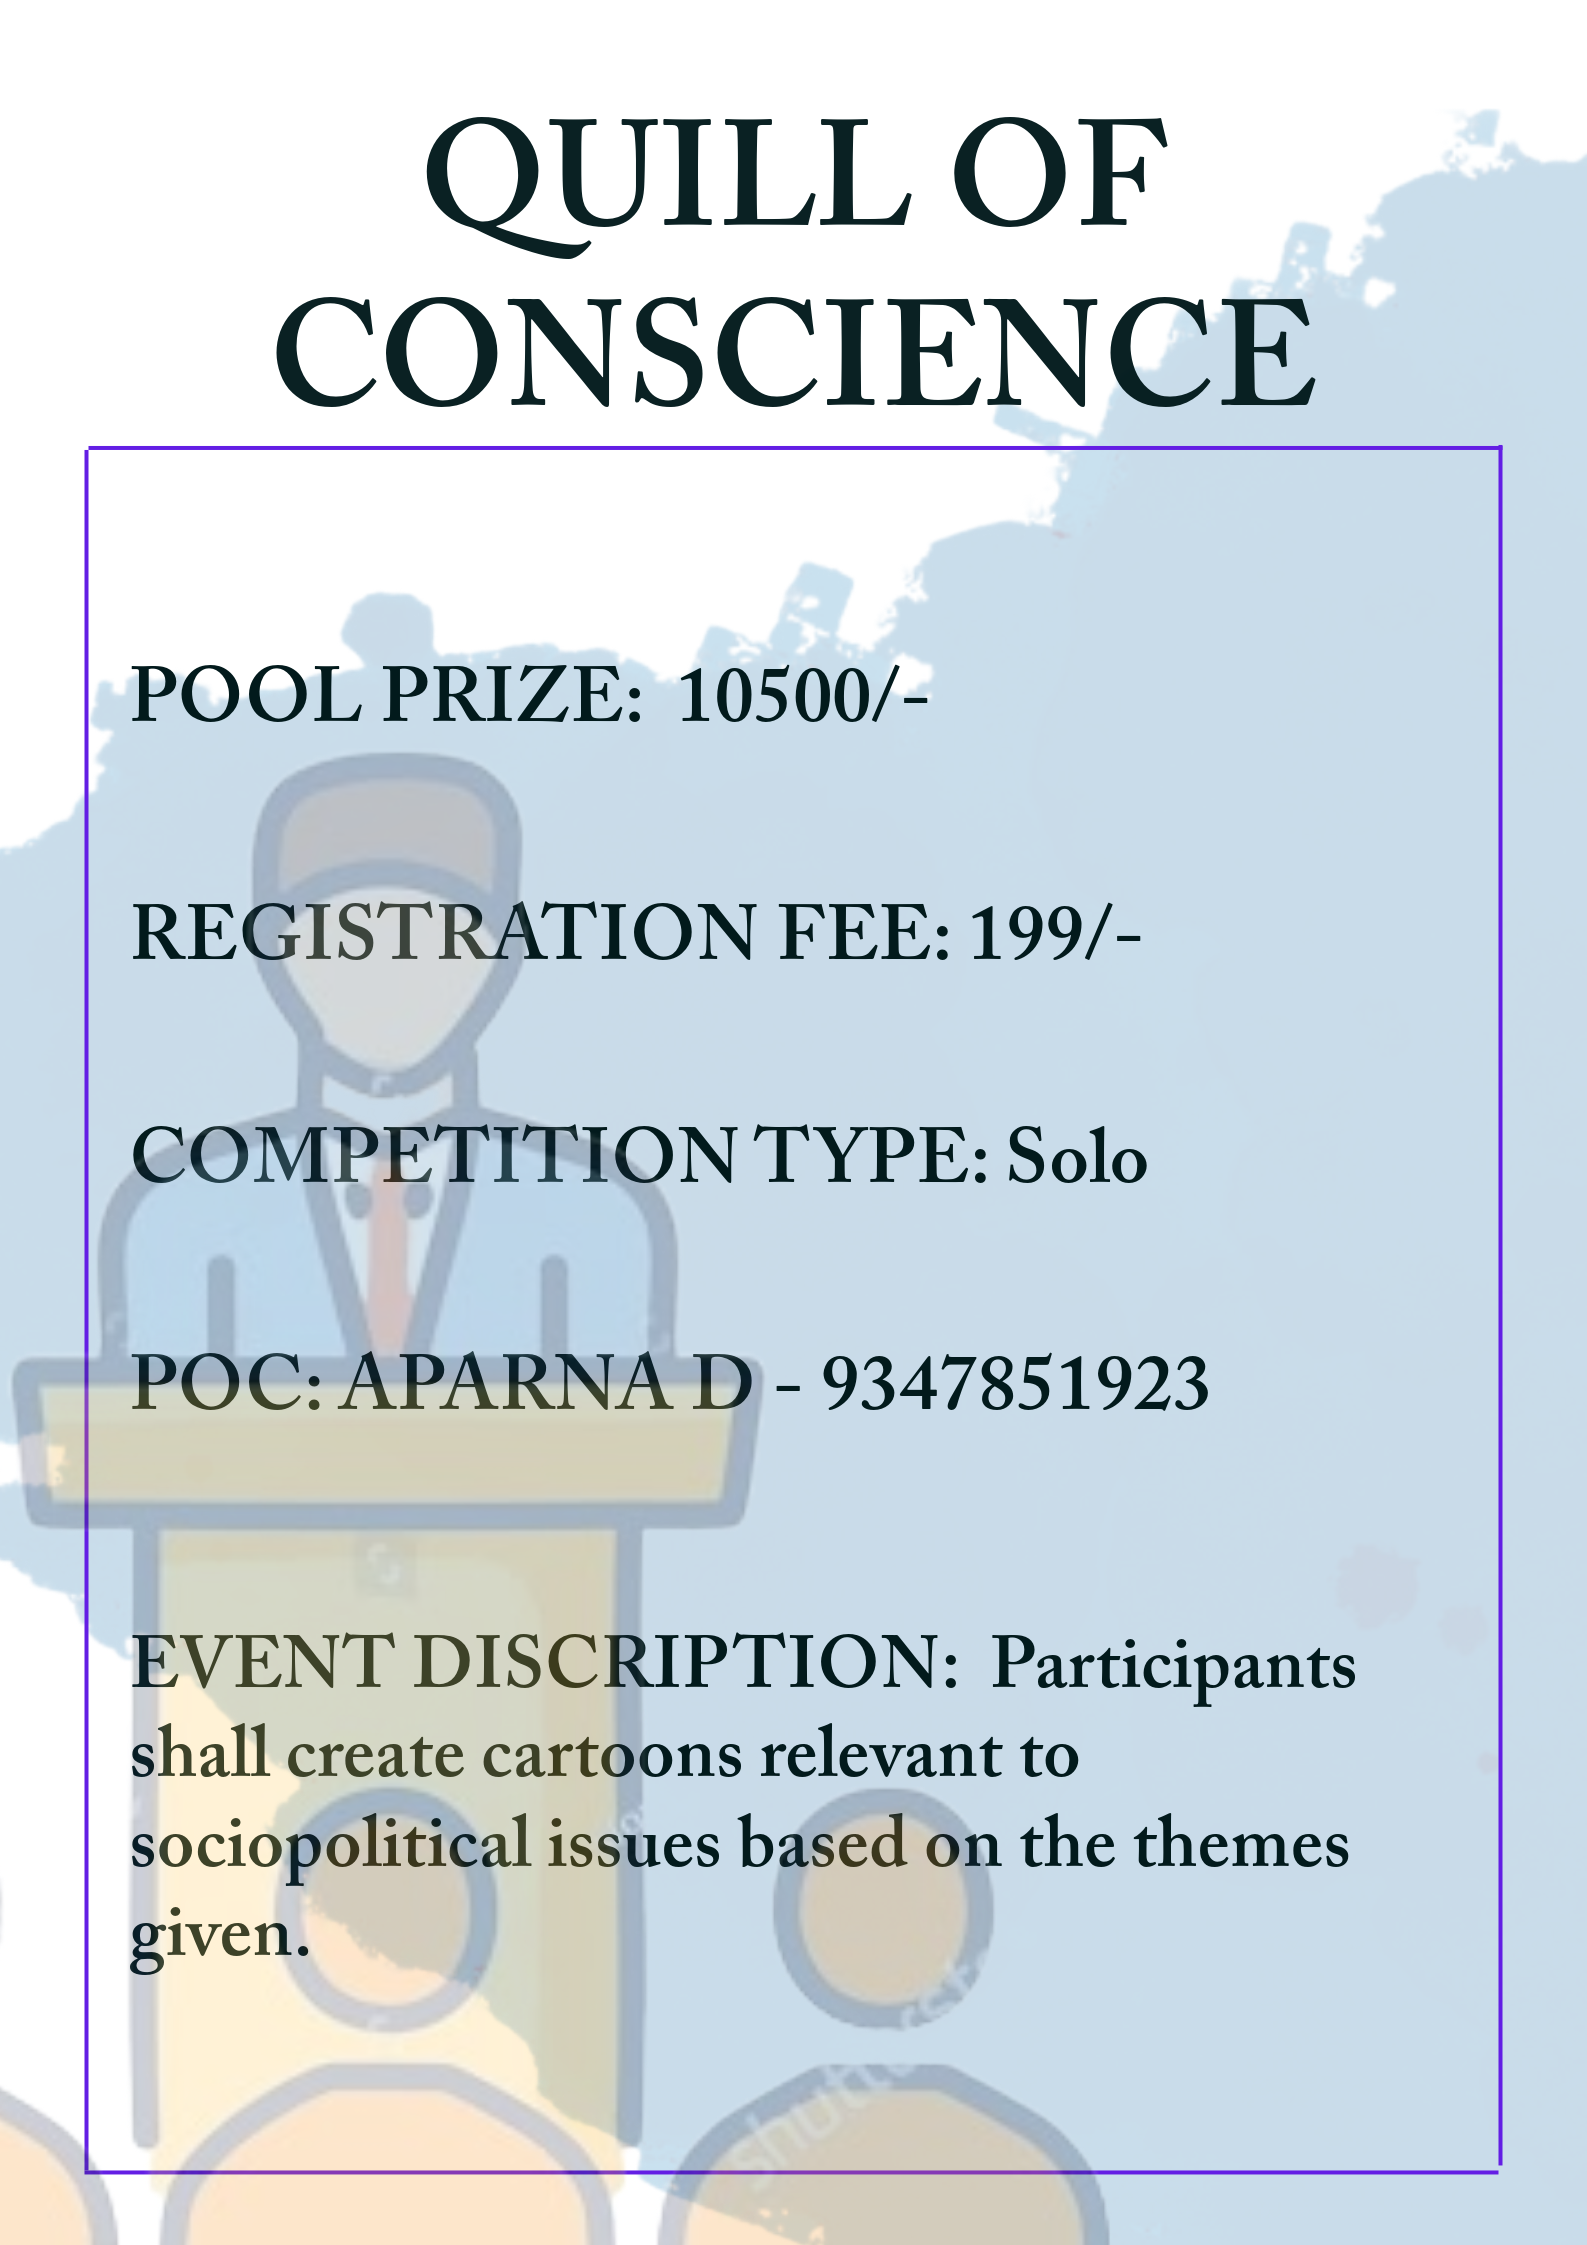 QUILL OF
CONSCIENCE
POOL PRIZE: 10500/-
REGISTRATION FEE: 199/-
COMPETITION TYPE: Solo
POC: APARNA D - 9347851923
EVENT DISCRIPTION: Participants
shall create cartoons relevant to
sociopolitical issues based on the themes
given.